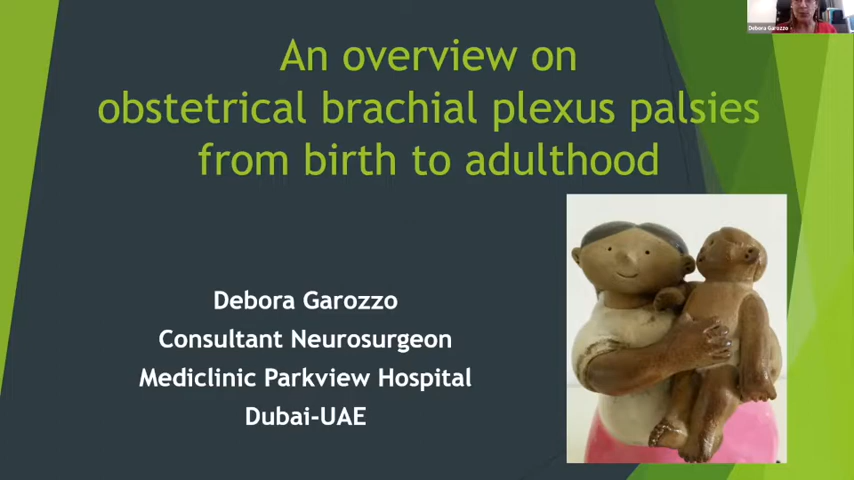 Debora Garozzo
An overview on
obstetrical brachial plexus palsies
from birth to adulthood
Debora Garozzo
Consultant Neurosurgeon
Mediclinic Parkview Hospital
Dubai-UAE